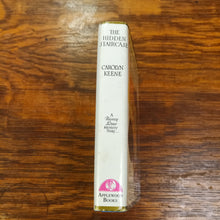 THE
HIDDEN
STAIRCASE
CAROLYN
KEENE
A
Nancy
Drew
Mystery
Story
APPLEWOOD
BOOKS